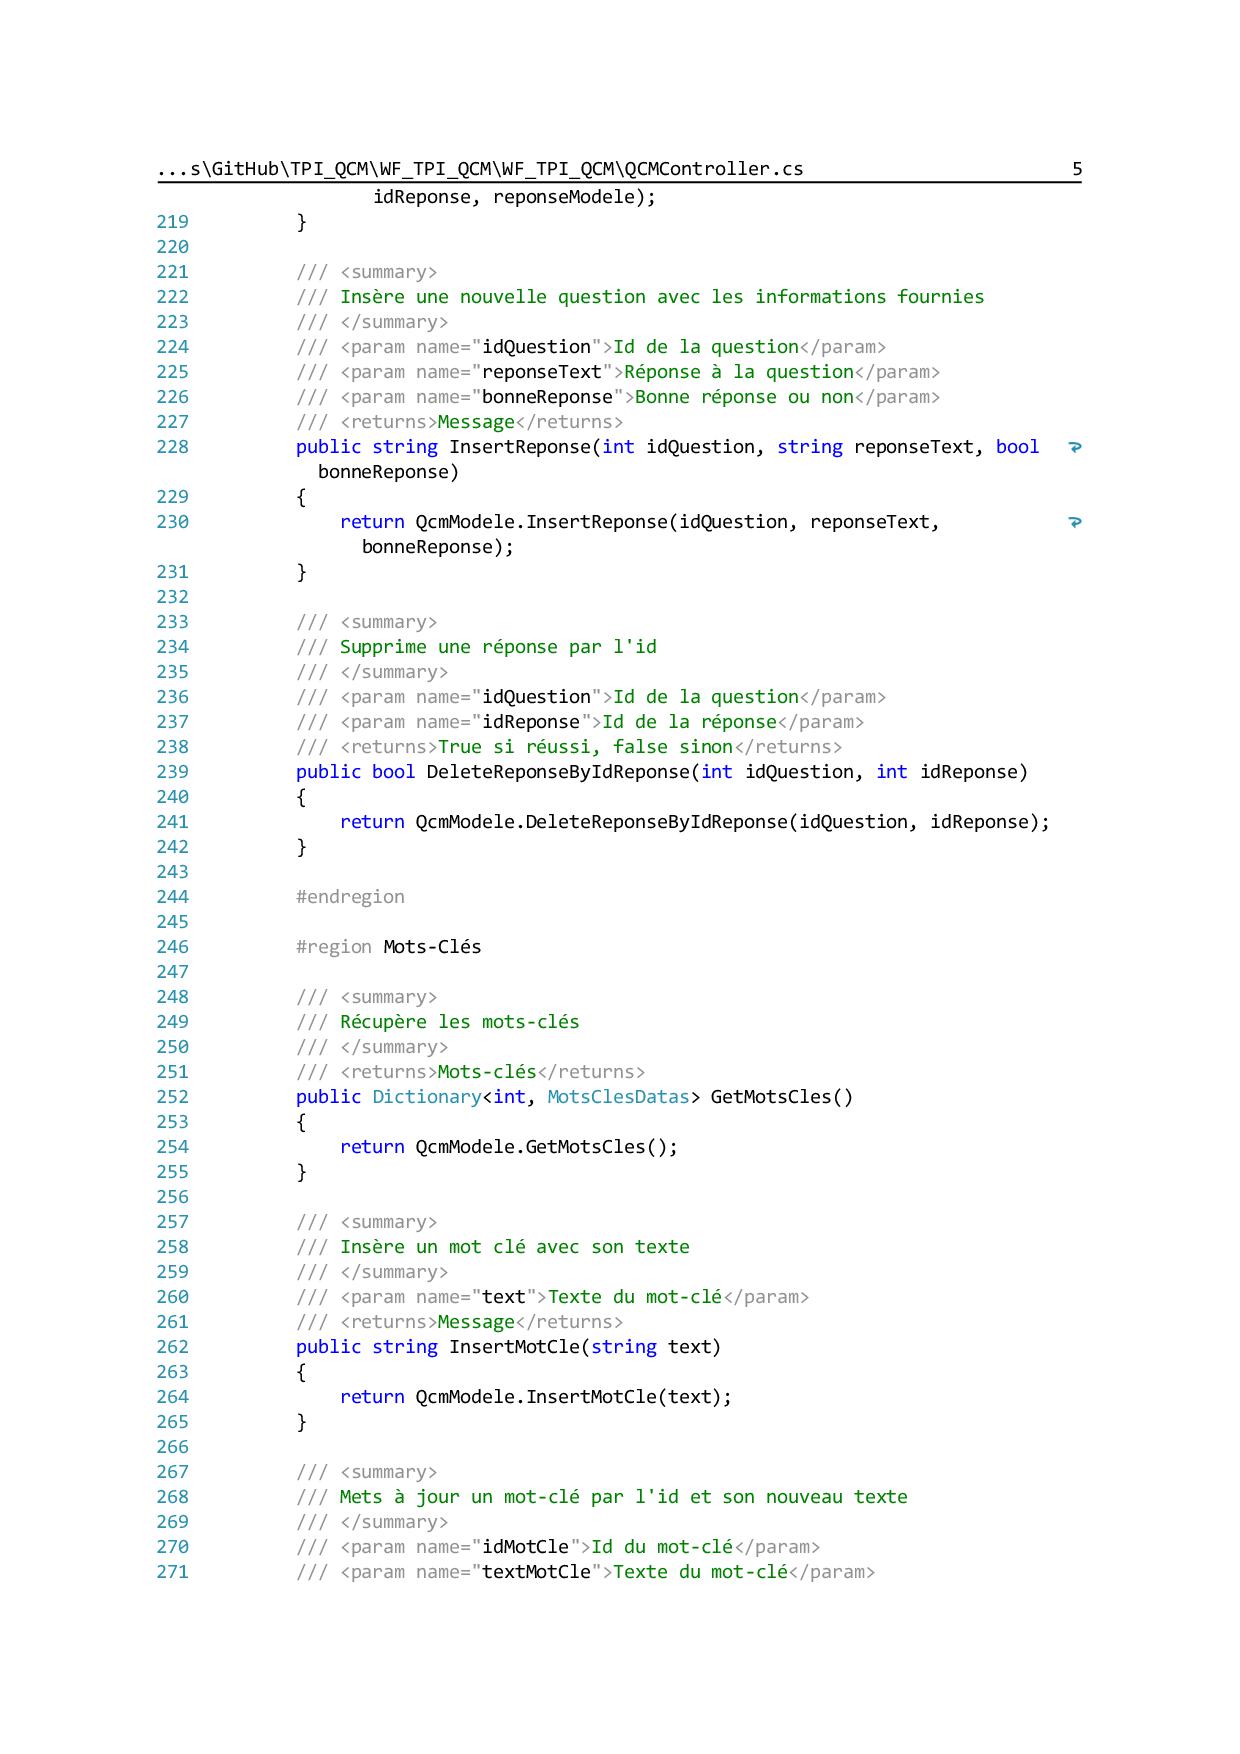 ...s\GitHub\TPI_QCM\WF_TPI_QCM\WF_TPI_QCM\QCMController.cs 5
idReponse, reponseModele);
219 }
220
221 /// <summary>
222 /// Insère une nouvelle question avec les informations fournies
223 /// </summary>
224 /// <param name="idQuestion">Id de la question</param>
225 /// <param name="reponseText">Réponse à la question</param>
226 /// <param name="bonneReponse">Bonne réponse ou non</param>
227 /// <returns>Message</returns>
228 public string InsertReponse(int idQuestion, string reponseText, bool
bonneReponse)
229 {
230 return QcmModele.InsertReponse(idQuestion, reponseText,
bonneReponse);
231 }
232
233 /// <summary>
234 /// Supprime une réponse par l'id
235 /// </summary>
236 /// <param name="idQuestion">Id de la question</param>
237 /// <param name="idReponse">Id de la réponse</param>
238 /// <returns>True si réussi, false sinon</returns>
239 public bool DeleteReponseByIdReponse(int idQuestion, int idReponse)
240 {
241 return QcmModele.DeleteReponseByIdReponse(idQuestion, idReponse);
242 }
243
244 #endregion
245
246 #region Mots-Clés
247
248 /// <summary>
249 /// Récupère les mots-clés
250 /// </summary>
251 /// <returns>Mots-clés</returns>
252 public Dictionary<int, MotsClesDatas> GetMotsCles()
253 {
254 return QcmModele.GetMotsCles();
255 }
256
257 /// <summary>
258 /// Insère un mot clé avec son texte
259 /// </summary>
260 /// <param name="text">Texte du mot-clé</param>
261 /// <returns>Message</returns>
262 public string InsertMotCle(string text)
263 {
264 return QcmModele.InsertMotCle(text);
265 }
266
267 /// <summary>
268 /// Mets à jour un mot-clé par l'id et son nouveau texte
269 /// </summary>
270 /// <param name="idMotCle">Id du mot-clé</param>
271 /// <param name="textMotCle">Texte du mot-clé</param>